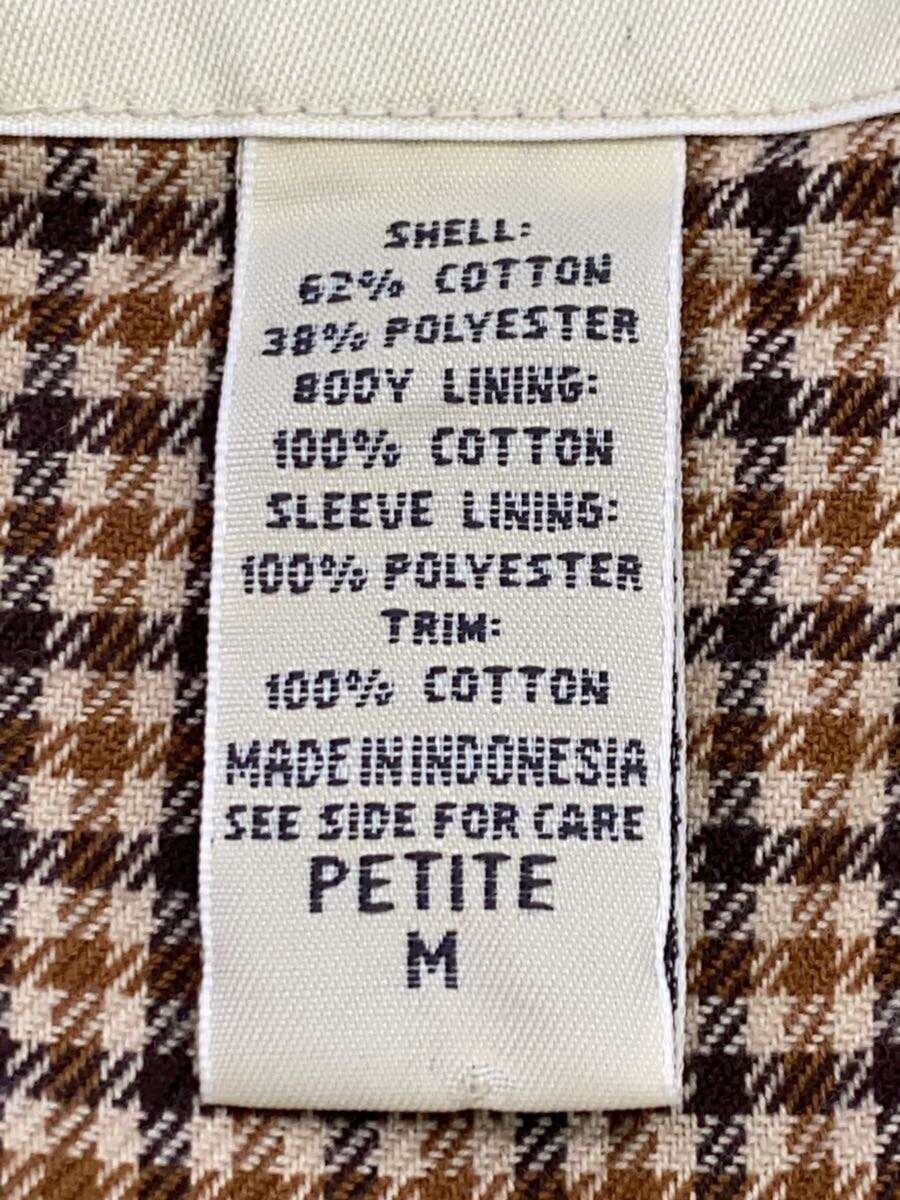 SHELL:
62% COTTON
38% POLYESTER
BODY LINING:
100% COTTON
SLEEVE LINING:
100% POLYESTER
TRIM:
100% COTTON
MADE IN INDONESIA
SEE SIDE FOR CARE
PETITE
M